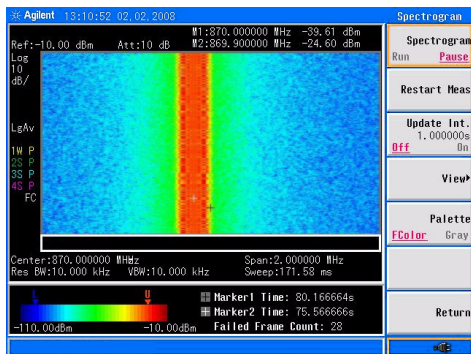 Agilent 13:10:52 02,02,2008
Spectrogran
M1:870.000000 MHz -39.61 dBm
Ref:-10.00 dBm Att:10 dB M2:869.900000 MHz -24.60 dBm
Log
10
dB/
LgAv
1W P
2S P
3S P
4S P
FC
Center:870.000000 MHz Span:2.000000 MHz
Res BW:10.000 kHz VBW:10.000 kHz Sweep:171.58 ms
L U
Marker1 Time: 80.166664s
Marker2 Time: 75.566666s
-110.00dBm -10.00dBm Failed Frame Count: 28
Spectrogran
Run Pause
Restart Meas
Update Int.
1.000000s
Off On
View
Palette
FColor Gray
Return